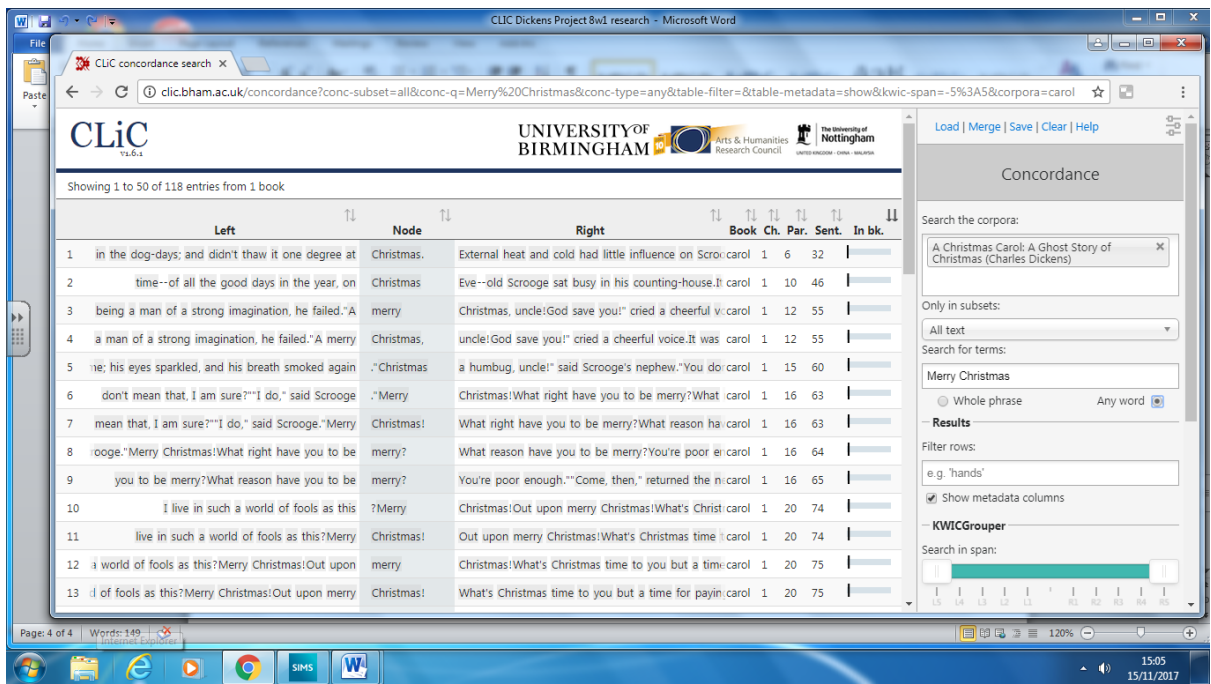 CLIC Dickens Project 8w1 research - Microsoft Word
File
Paste
CLiC concordance search
clic.bham.ac.uk/concordance?conc-subset=all&conc-q=Merry%20Christmas&conc-type=any&table-filter=&table-metadata=show&kwic-span=-5%3A5&corpora=carol
CLiC
v1.6.1
UNIVERSITY OF BIRMINGHAM
10
Arts & Humanities Research Council
The University of Nottingham
UNITED KINGDOM - CHINA - MALAYSIA
Showing 1 to 50 of 118 entries from 1 book
Left Node Right Book Ch. Par. Sent. In bk.
1 in the dog-days; and didn't thaw it one degree at Christmas. External heat and cold had little influence on Scroo carol 1 6 32
2 time--of all the good days in the year, on Christmas Eve--old Scrooge sat busy in his counting-house.It carol 1 10 46
3 being a man of a strong imagination, he failed."A merry Christmas, uncle!God save you!" cried a cheerful vo carol 1 12 55
4 a man of a strong imagination, he failed."A merry Christmas, uncle!God save you!" cried a cheerful voice.It was carol 1 12 55
5 ne; his eyes sparkled, and his breath smoked again ."Christmas a humbug, uncle!" said Scrooge's nephew."You do carol 1 15 60
6 don't mean that, I am sure?""I do," said Scrooge ."Merry Christmas!What right have you to be merry?What carol 1 16 63
7 mean that, I am sure?""I do," said Scrooge."Merry Christmas! What right have you to be merry?What reason ha carol 1 16 63
8 rooge."Merry Christmas!What right have you to be merry? What reason have you to be merry?You're poor en carol 1 16 64
9 you to be merry?What reason have you to be merry? You're poor enough.""Come, then," returned the n carol 1 16 65
10 I live in such a world of fools as this ?Merry Christmas!Out upon merry Christmas!What's Christ carol 1 20 74
11 live in such a world of fools as this?Merry Christmas! Out upon merry Christmas!What's Christmas time carol 1 20 74
12 a world of fools as this?Merry Christmas!Out upon merry Christmas!What's Christmas time to you but a time carol 1 20 75
13 d of fools as this?Merry Christmas!Out upon merry Christmas! What's Christmas time to you but a time for payin carol 1 20 75
Load | Merge | Save | Clear | Help
Concordance
Search the corpora:
A Christmas Carol: A Ghost Story of
Christmas (Charles Dickens)
Only in subsets:
All text
Search for terms:
Merry Christmas
Whole phrase Any word
Results
Filter rows:
e.g. 'hands'
Show metadata columns
KWICGrouper
Search in span:
L5 L4 L3 L2 L1 R1 R2 R3 R4 R5
Page: 4 of 4 Words: 149 120%
Internet Explorer
SIMS
15:05
15/11/2017